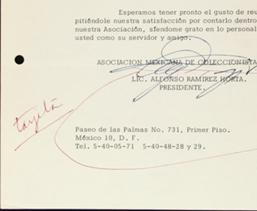 Esperamos tener pronto el gusto de reu
pitiéndole nuestra satisfacción por contarlo dentro
nuestra Asociación, siéndome grato en lo personal
usted como su servidor y amigo.
ASOCIACION MEXICANA DE COLECCIONISTA
LIC. ALFONSO RAMIREZ HORTA.
PRESIDENTE.
tarjeta
Paseo de las Palmas No. 731, Primer Piso.
México 10, D. F.
Tel. 5-40-05-71 5-40-48-28 y 29.